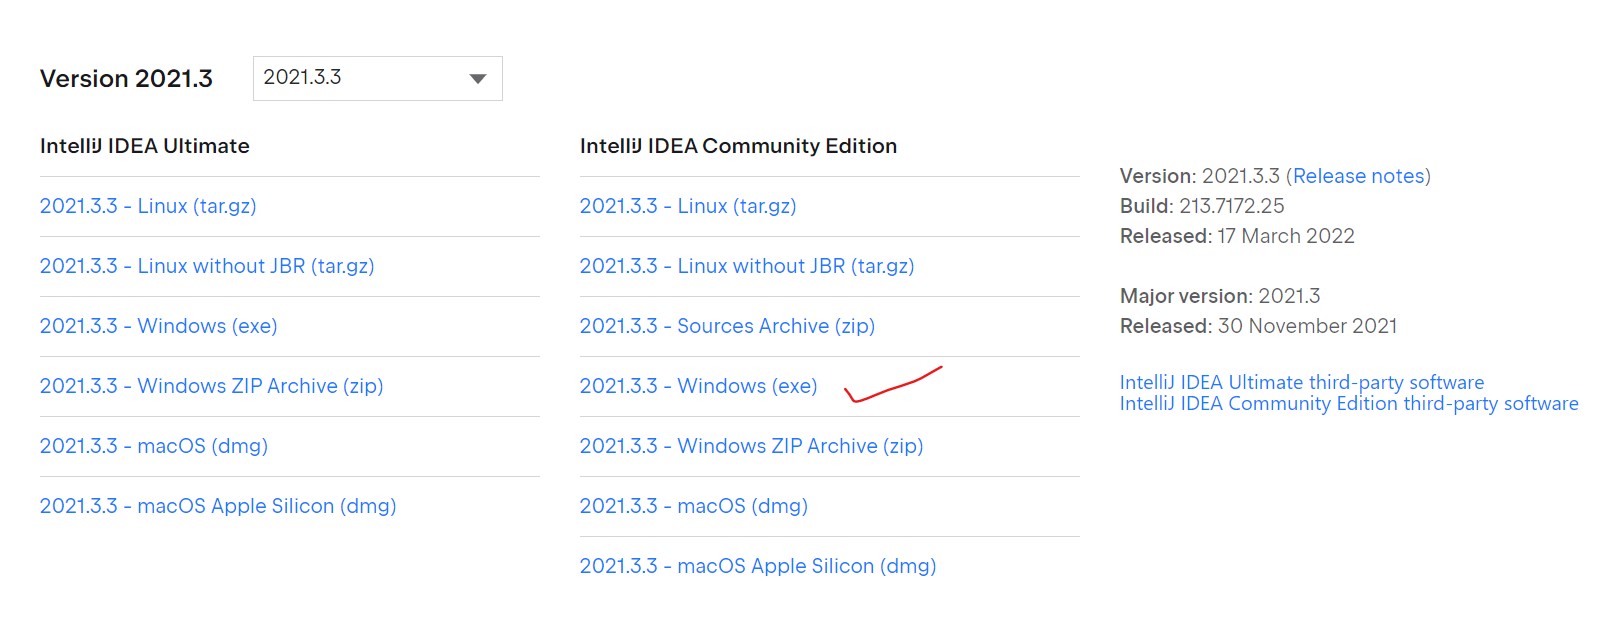 Version 2021.3
2021.3.3
IntelliJ IDEA Ultimate
2021.3.3 - Linux (tar.gz)
2021.3.3 - Linux without JBR (tar.gz)
2021.3.3 - Windows (exe)
2021.3.3 - Windows ZIP Archive (zip)
2021.3.3 - macOS (dmg)
2021.3.3 - macOS Apple Silicon (dmg)
IntelliJ IDEA Community Edition
2021.3.3 - Linux (tar.gz)
2021.3.3 - Linux without JBR (tar.gz)
2021.3.3 - Sources Archive (zip)
2021.3.3 - Windows (exe)
2021.3.3 - Windows ZIP Archive (zip)
2021.3.3 - macOS (dmg)
2021.3.3 - macOS Apple Silicon (dmg)
Version: 2021.3.3 (Release notes)
Build: 213.7172.25
Released: 17 March 2022
Major version: 2021.3
Released: 30 November 2021
IntelliJ IDEA Ultimate third-party software
IntelliJ IDEA Community Edition third-party software